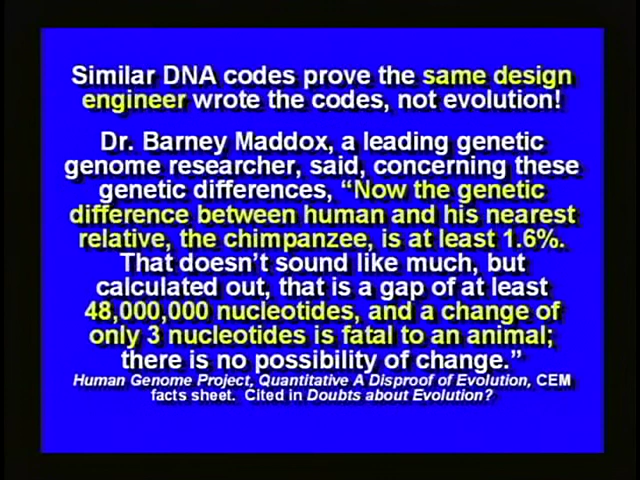 Similar DNA codes prove the same design
engineer wrote the codes, not evolution!
Dr. Barney Maddox, a leading genetic
genome researcher, said, concerning these
genetic differences, “Now the genetic
difference between human and his nearest
relative, the chimpanzee, is at least 1.6%.
That doesn’t sound like much, but
calculated out, that is a gap of at least
48,000,000 nucleotides, and a change of
only 3 nucleotides is fatal to an animal;
there is no possibility of change.”
Human Genome Project, Quantitative A Disproof of Evolution, CEM
facts sheet. Cited in Doubts about Evolution?